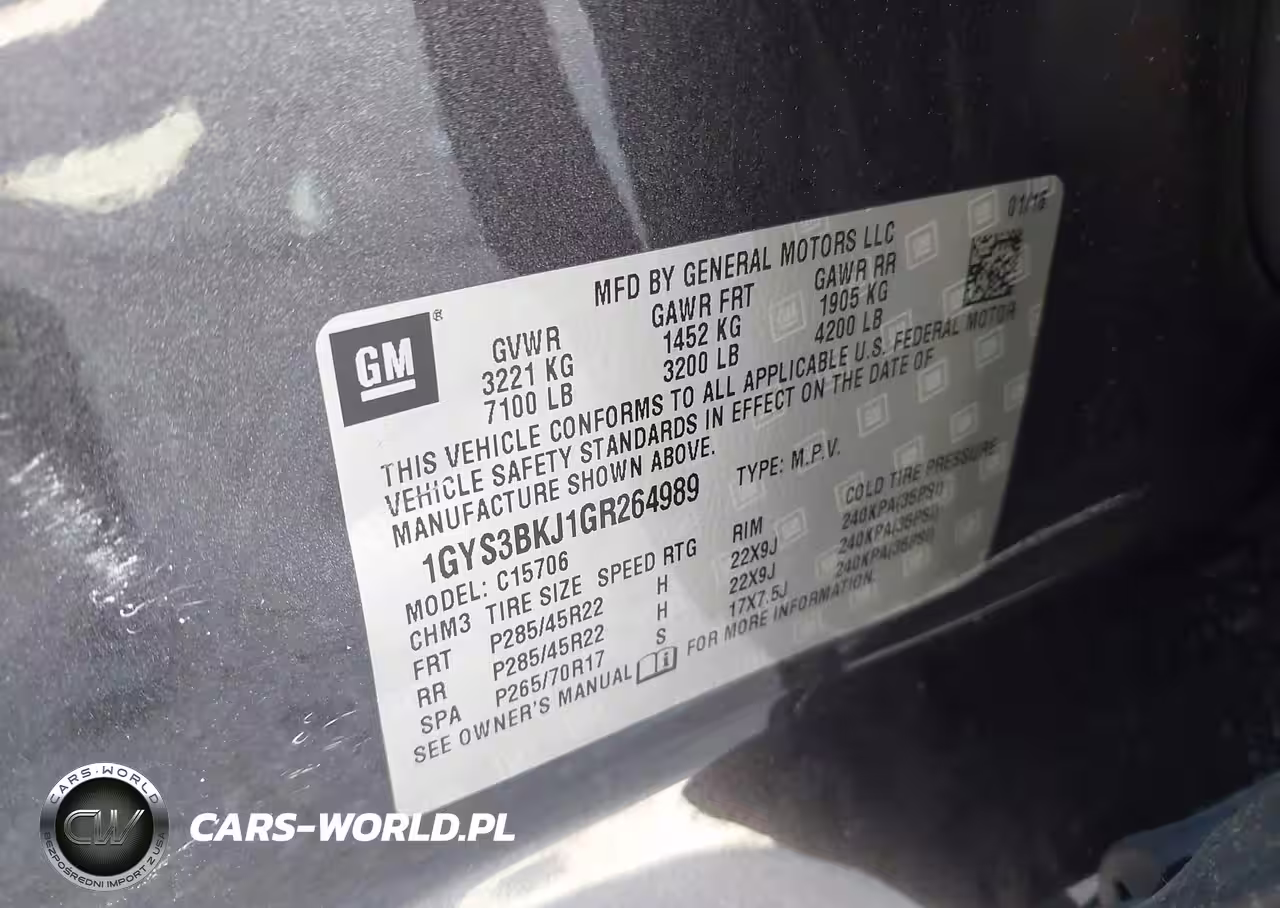 01/16
MFD BY GENERAL MOTORS LLC
GM®
GVWR GAWR FRT GAWR RR
3221 KG 1452 KG 1905 KG
7100 LB 3200 LB 4200 LB
THIS VEHICLE CONFORMS TO ALL APPLICABLE U.S. FEDERAL MOTOR
VEHICLE SAFETY STANDARDS IN EFFECT ON THE DATE OF
MANUFACTURE SHOWN ABOVE.
1GYS3BKJ1GR264989 TYPE: M.P.V.
MODEL: C15706
CHM3 TIRE SIZE SPEED RTG RIM COLD TIRE PRESSURE
FRT P285/45R22 H 22X9J 240KPA(35PSI)
RR P285/45R22 H 22X9J 240KPA(35PSI)
SPA P265/70R17 S 17X7.5J 240KPA(35PSI)
SEE OWNER'S MANUAL FOR MORE INFORMATION.
CARS-WORLD
CW
BEZPOŚREDNI IMPORT Z USA
CARS-WORLD.PL